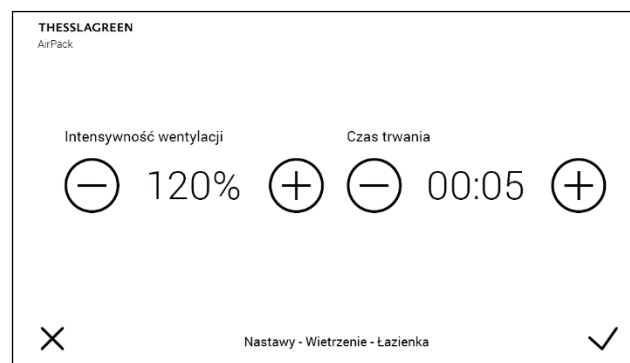 THESSLAGREEN
AirPack
Intensywność wentylacji
Czas trwania
120%
00:05
Nastawy - Wietrzenie - Łazienka